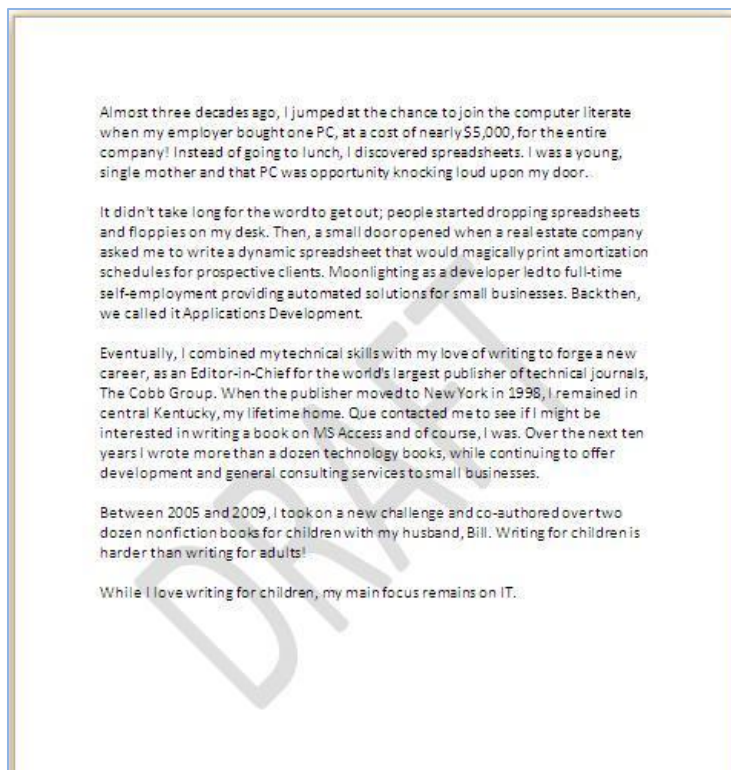 Almost three decades ago, I jumped at the chance to join the computer literate
when my employer bought one PC, at a cost of nearly $5,000, for the entire
company! Instead of going to lunch, I discovered spreadsheets. I was a young,
single mother and that PC was opportunity knocking loud upon my door.
It didn't take long for the word to get out; people started dropping spreadsheets
and floppies on my desk. Then, a small door opened when a real estate company
asked me to write a dynamic spreadsheet that would magically print amortization
schedules for prospective clients. Moonlighting as a developer led to full-time
self-employment providing automated solutions for small businesses. Back then,
we called it Applications Development.
Eventually, I combined my technical skills with my love of writing to forge a new
career, as an Editor-in-Chief for the world's largest publisher of technical journals,
The Cobb Group. When the publisher moved to New York in 1998, I remained in
central Kentucky, my lifetime home. Que contacted me to see if I might be
interested in writing a book on MS Access and of course, I was. Over the next ten
years I wrote more than a dozen technology books, while continuing to offer
development and general consulting services to small businesses.
Between 2005 and 2009, I took on a new challenge and co-authored over two
dozen nonfiction books for children with my husband, Bill. Writing for children is
harder than writing for adults!
While I love writing for children, my main focus remains on IT.
DRAFT